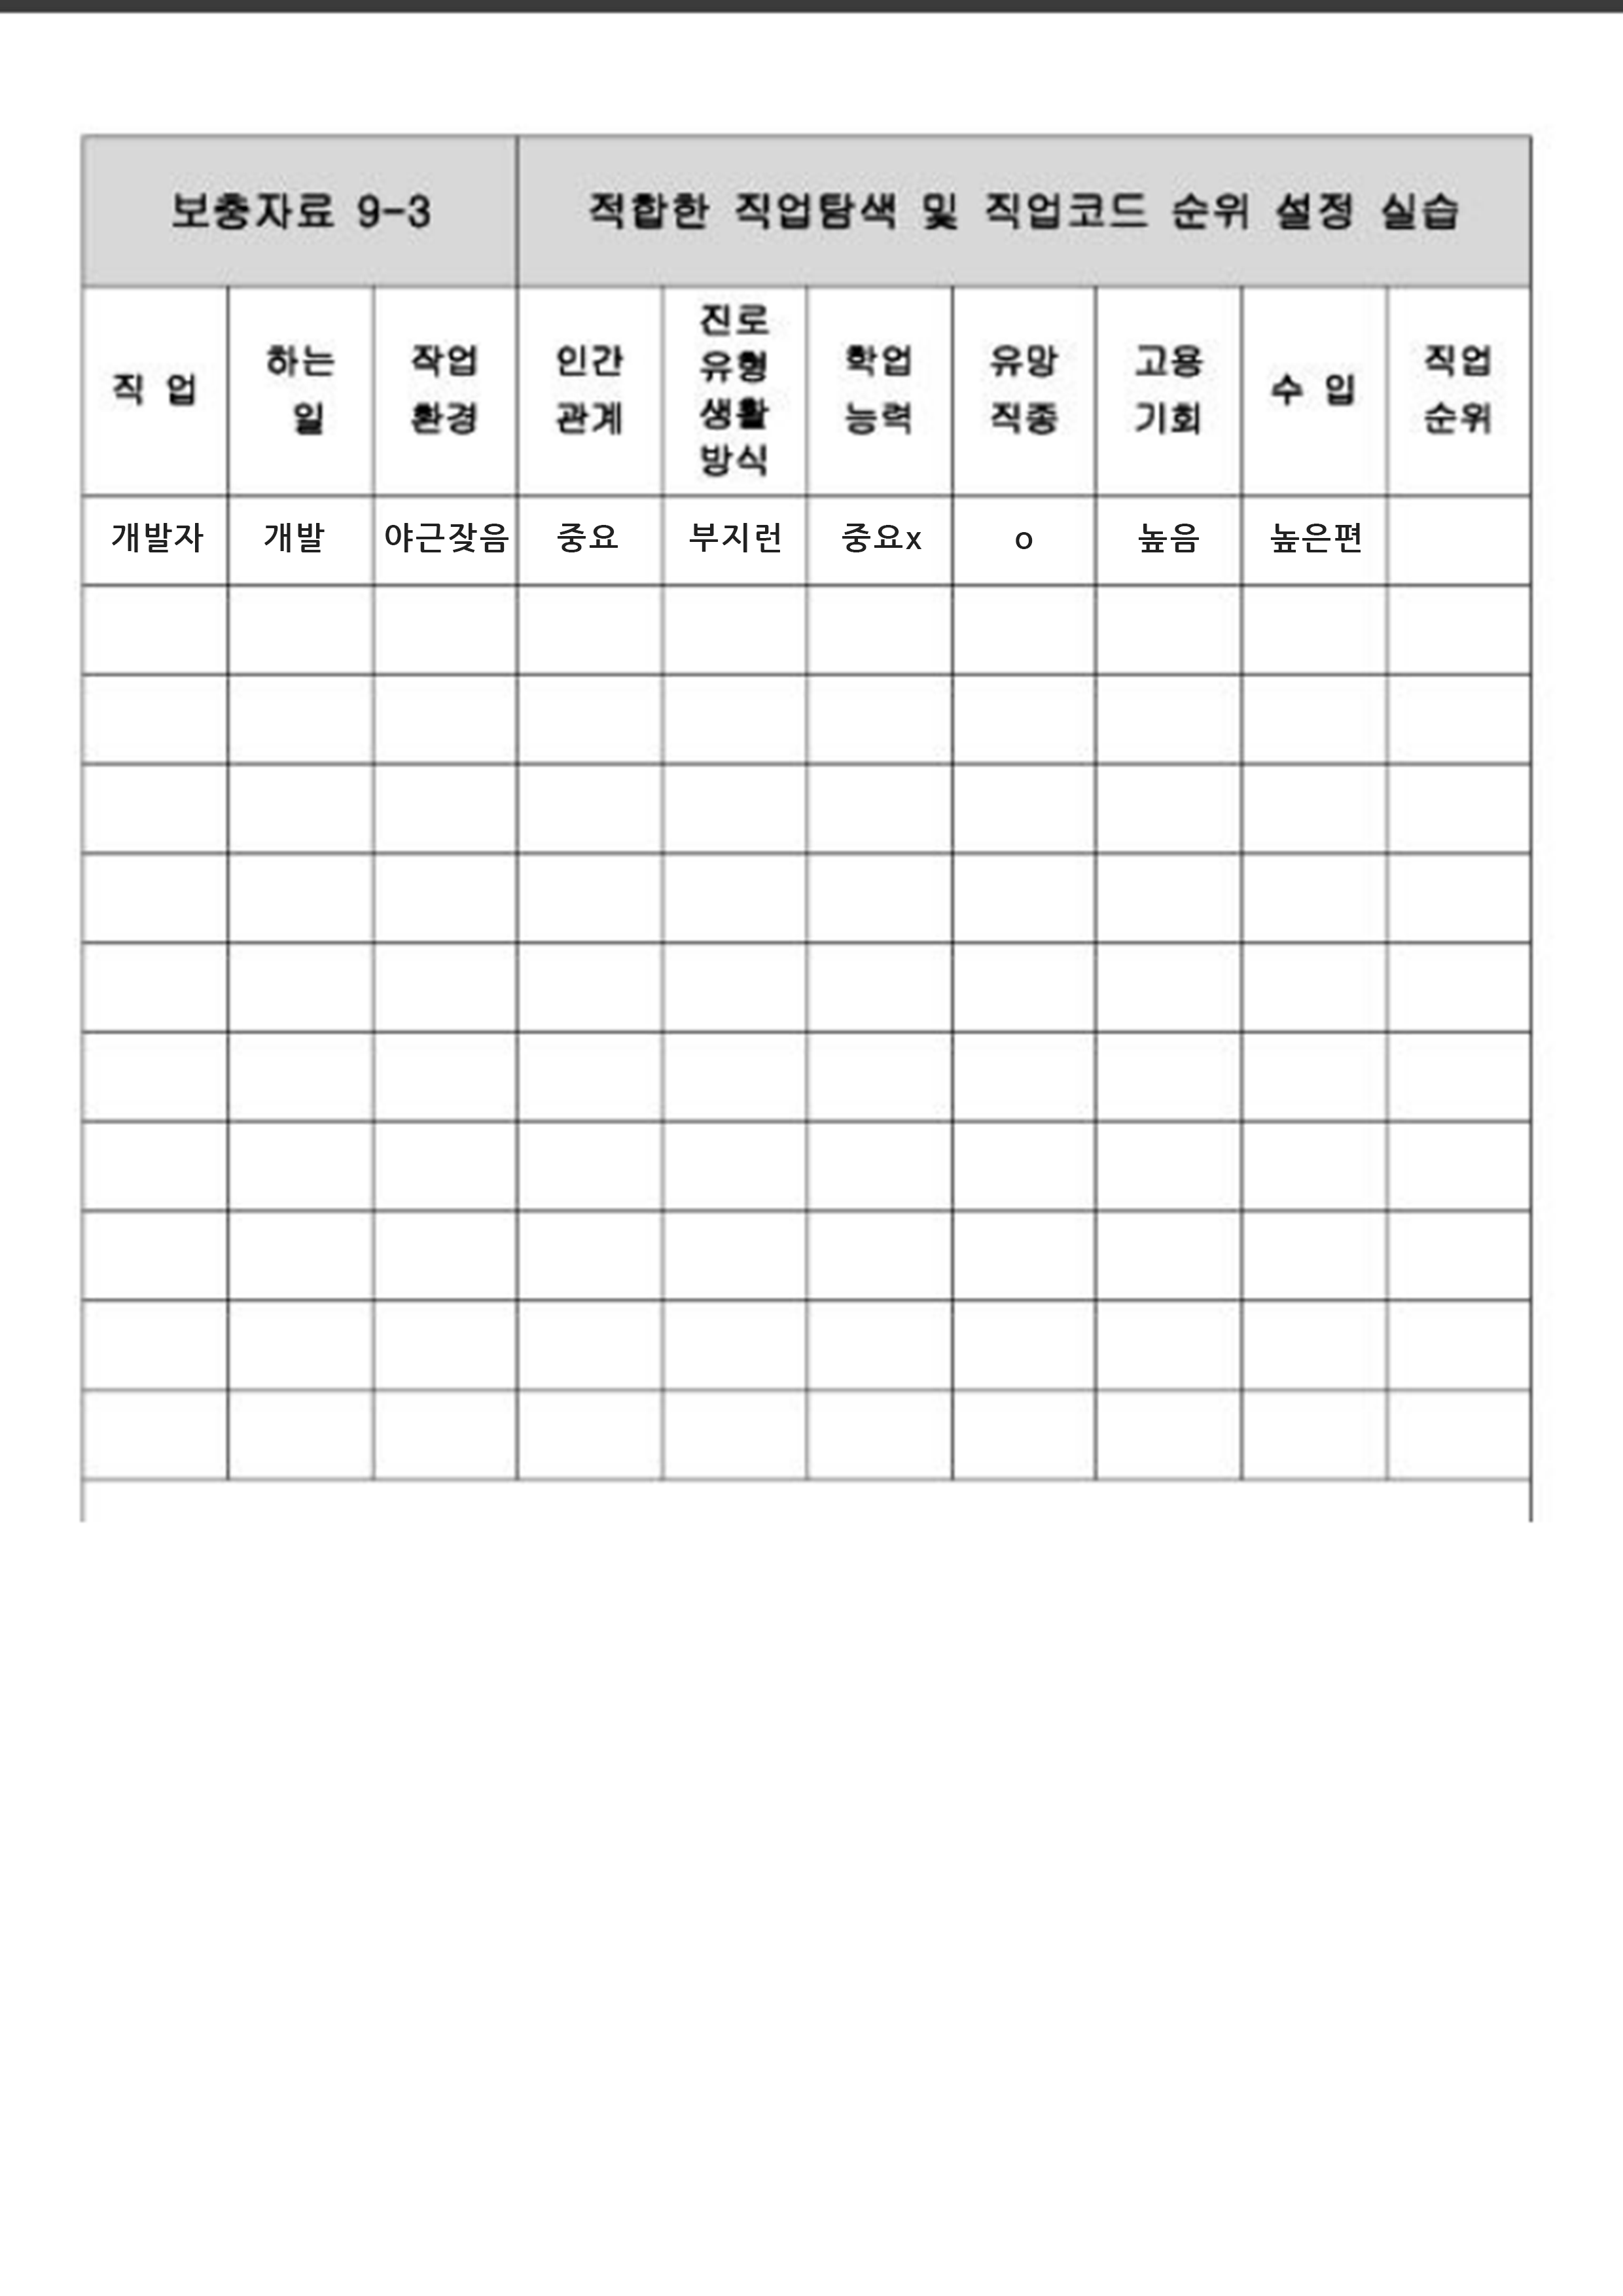 보충자료 9-3
적합한 직업탐색 및 직업코드 순위 설정 실습
직 업
하는
일
작업
환경
인간
관계
진로
유형
생활
방식
학업
능력
유망
직종
고용
기회
수 입
직업
순위
개발자 개발 야근잦음 중요 부지런 중요x o 높음 높은편